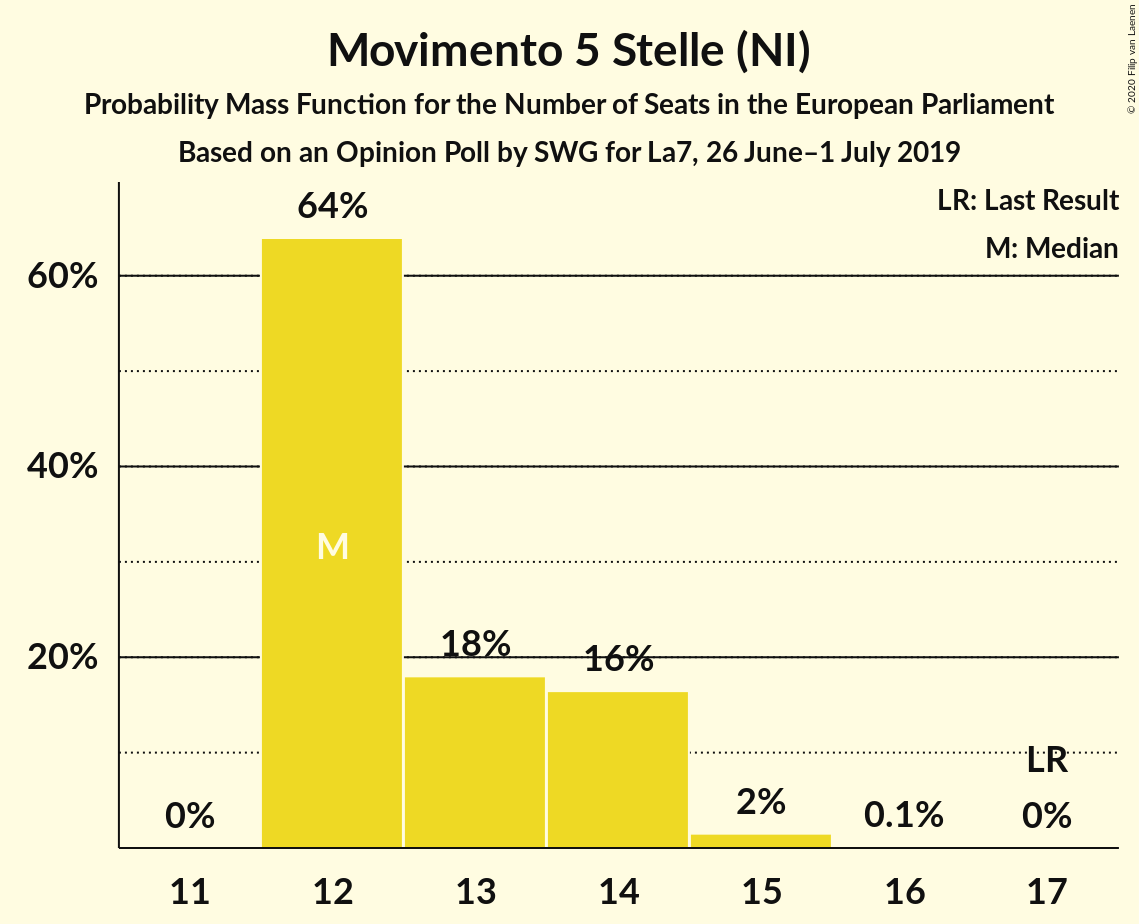 Movimento 5 Stelle (NI)
Probability Mass Function for the Number of Seats in the European Parliament
Based on an Opinion Poll by SWG for La7, 26 June–1 July 2019
© 2020 Filip van Laenen
LR: Last Result
M: Median
64%
60%
40%
M
20%
18%
16%
LR
0%
2%
0.1%
0%
11 12 13 14 15 16 17